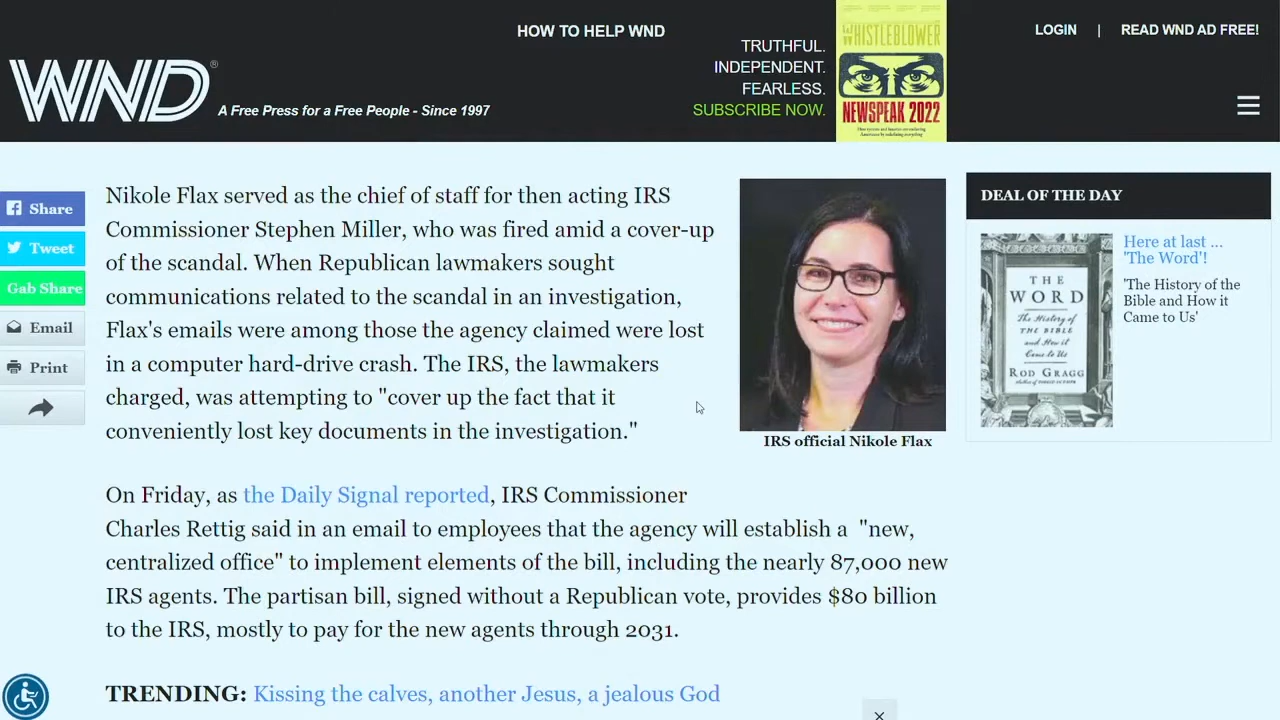 HOW TO HELP WND
TRUTHFUL.
INDEPENDENT.
FEARLESS.
SUBSCRIBE NOW.
WHISTLEBLOWER
NEWSPEAK 2022
LOGIN | READ WND AD FREE!
WND®
A Free Press for a Free People - Since 1997
Share
Tweet
Gab Share
Email
Print
Nikole Flax served as the chief of staff for then acting IRS
Commissioner Stephen Miller, who was fired amid a cover-up
of the scandal. When Republican lawmakers sought
communications related to the scandal in an investigation,
Flax's emails were among those the agency claimed were lost
in a computer hard-drive crash. The IRS, the lawmakers
charged, was attempting to "cover up the fact that it
conveniently lost key documents in the investigation."
IRS official Nikole Flax
On Friday, as the Daily Signal reported, IRS Commissioner
Charles Rettig said in an email to employees that the agency will establish a "new,
centralized office" to implement elements of the bill, including the nearly 87,000 new
IRS agents. The partisan bill, signed without a Republican vote, provides $80 billion
to the IRS, mostly to pay for the new agents through 2031.
TRENDING: Kissing the calves, another Jesus, a jealous God
DEAL OF THE DAY
THE
WORD
The History of
THE BIBLE
and How it
Came to Us
ROD GRAGG
Here at last ...
'The Word'!
'The History of the
Bible and How it
Came to Us'